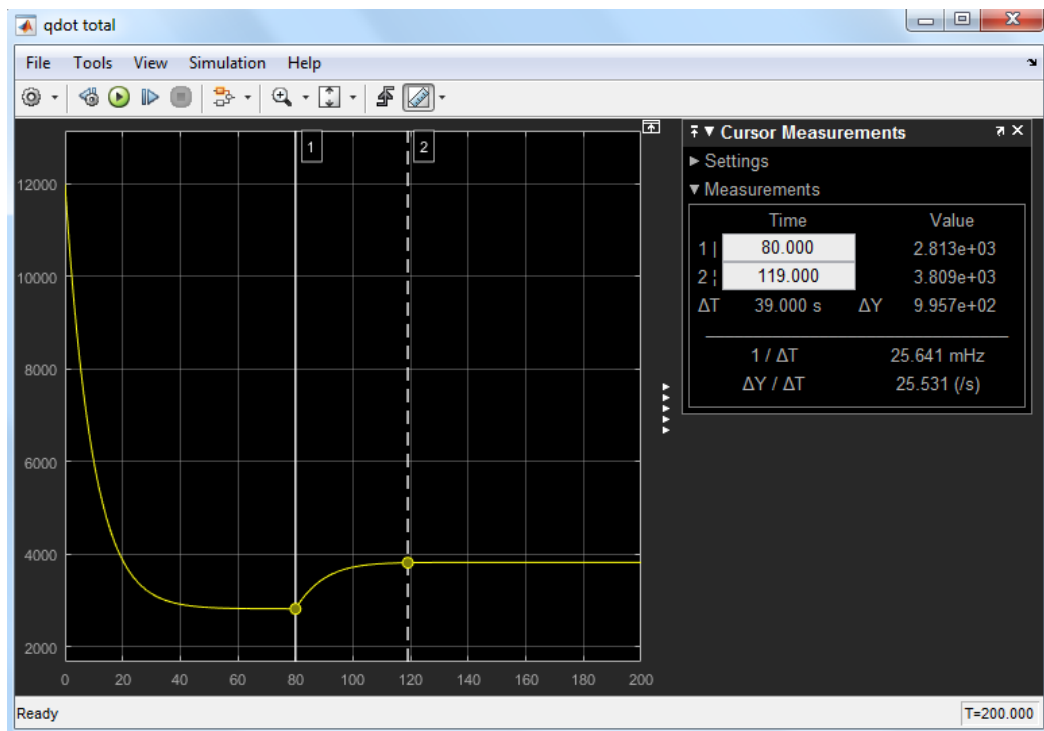 qdot total
File Tools View Simulation Help
1
2
12000
10000
8000
6000
4000
2000
0 20 40 60 80 100 120 140 160 180 200
Cursor Measurements
Settings
Measurements
Time Value
1 | 80.000 2.813e+03
2 ¦ 119.000 3.809e+03
ΔT 39.000 s ΔY 9.957e+02
1 / ΔT 25.641 mHz
ΔY / ΔT 25.531 (/s)
Ready T=200.000